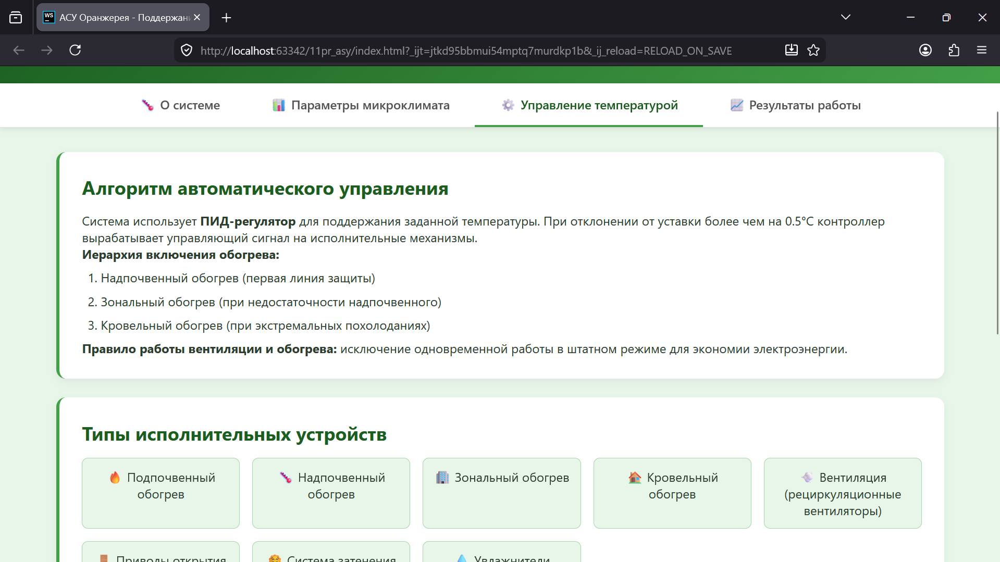 WS
АСУ Оранжерея - Поддержани
http://localhost:63342/11pr_asy/index.html?_ijt=jtkd95bbmui54mptq7murdkp1b&_ij_reload=RELOAD_ON_SAVE
О системе
Параметры микроклимата
Управление температурой
Результаты работы
Алгоритм автоматического управления
Система использует ПИД-регулятор для поддержания заданной температуры. При отклонении от уставки более чем на 0.5°C контроллер
вырабатывает управляющий сигнал на исполнительные механизмы.
Иерархия включения обогрева:
1. Надпочвенный обогрев (первая линия защиты)
2. Зональный обогрев (при недостаточности надпочвенного)
3. Кровельный обогрев (при экстремальных похолоданиях)
Правило работы вентиляции и обогрева: исключение одновременной работы в штатном режиме для экономии электроэнергии.
Типы исполнительных устройств
Подпочвенный
обогрев
Надпочвенный
обогрев
Зональный обогрев
Кровельный
обогрев
Вентиляция
(рециркуляционные
вентиляторы)
Приводы открытия
Система затенения
Увлажнители